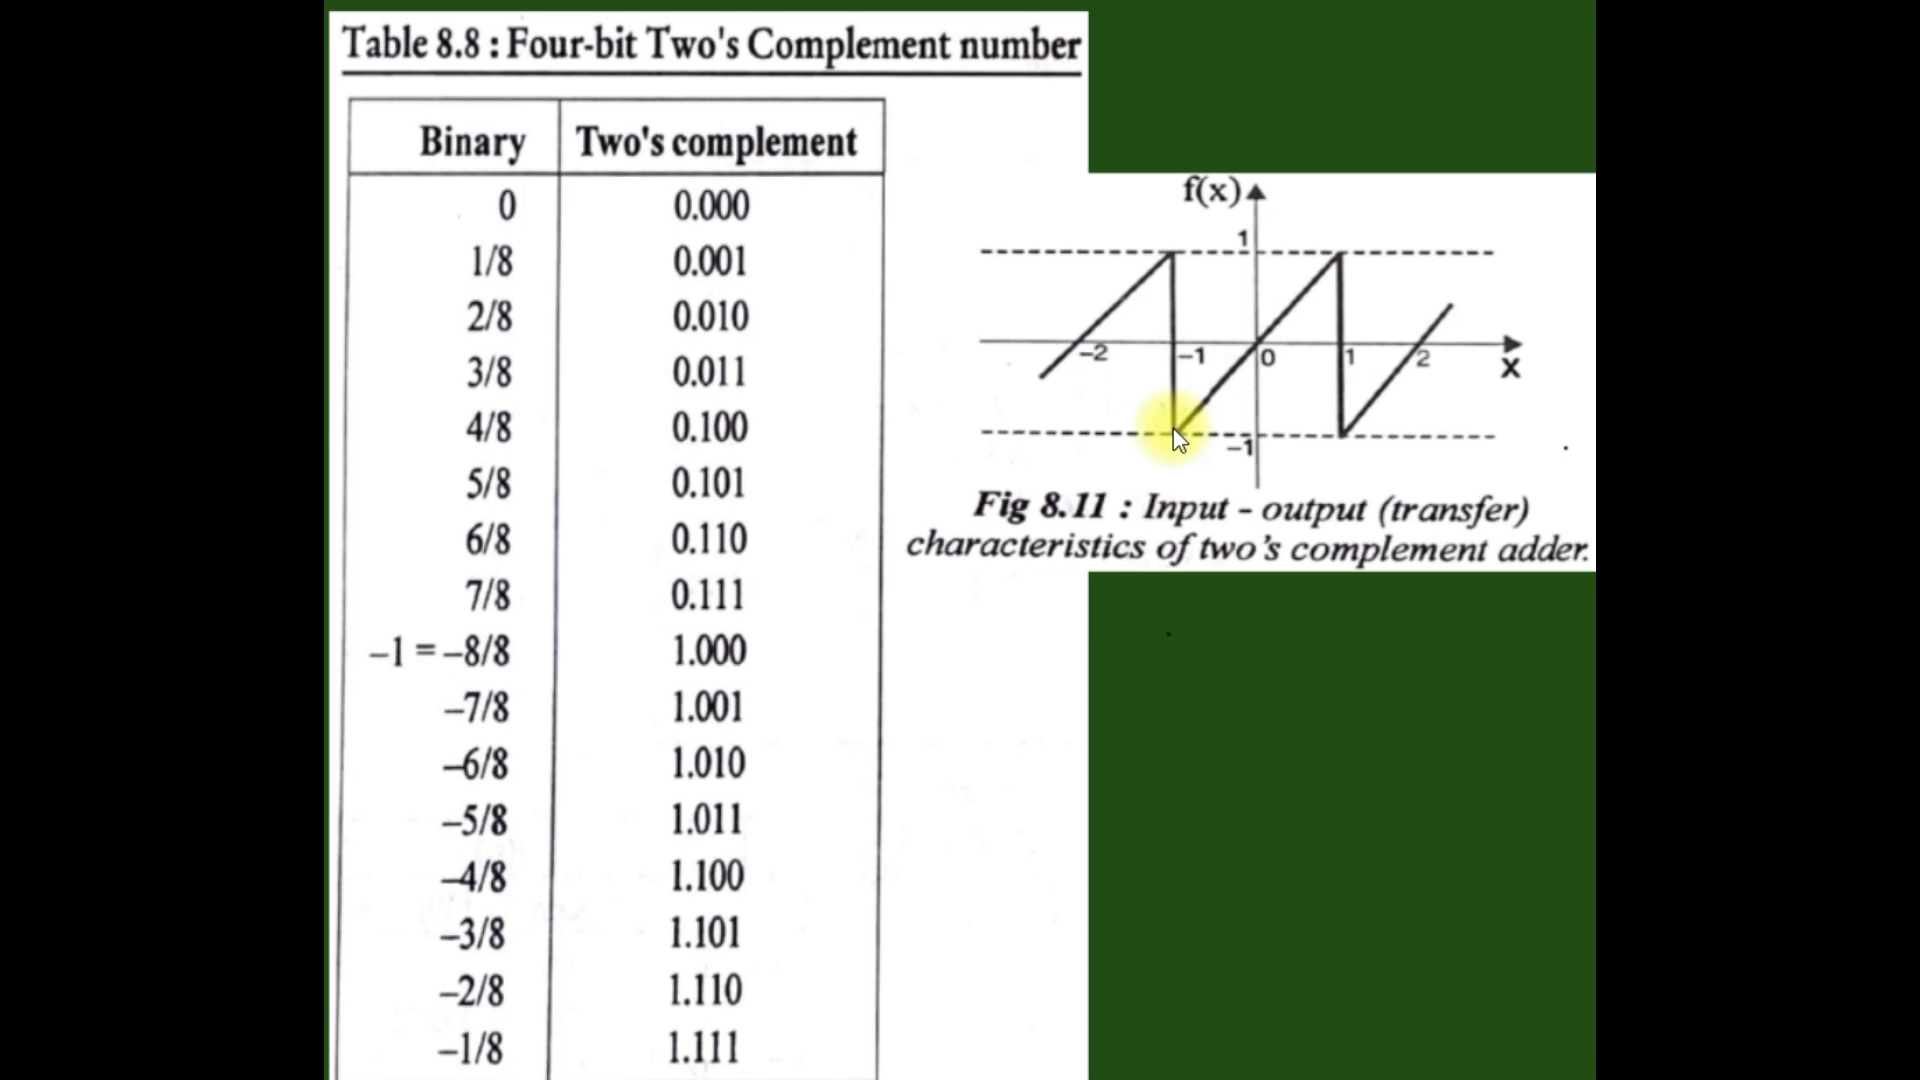 Table 8.8 : Four-bit Two's Complement number
Binary Two's complement
0 0.000
1/8 0.001
2/8 0.010
3/8 0.011
4/8 0.100
5/8 0.101
6/8 0.110
7/8 0.111
–1 = –8/8 1.000
–7/8 1.001
–6/8 1.010
–5/8 1.011
–4/8 1.100
–3/8 1.101
–2/8 1.110
–1/8 1.111
f(x)
1
–2 –1 0 1 2
x
–1
Fig 8.11 : Input - output (transfer)
characteristics of two's complement adder.